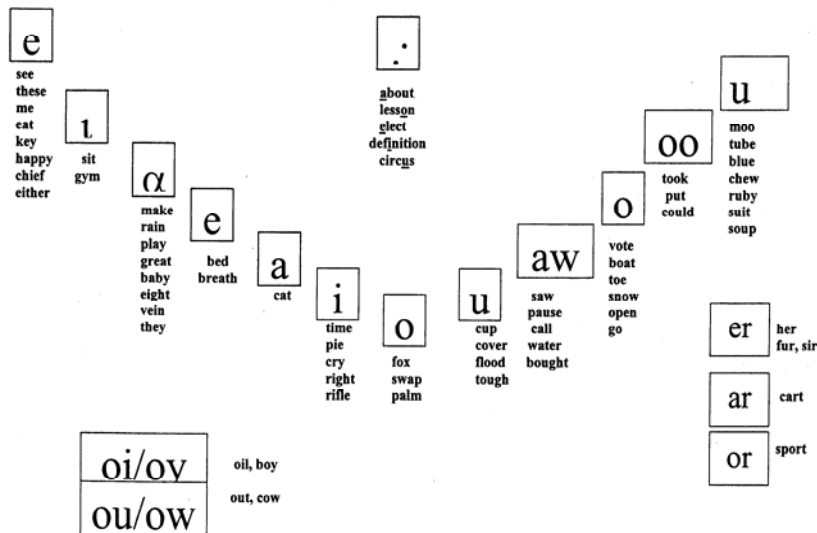 e
see
these
me
eat
key
happy
chief
either
ɩ
sit
gym
ɑ
make
rain
play
great
baby
eight
vein
they
e
bed
breath
a
cat
i
time
pie
cry
right
rifle
o
fox
swap
palm
about
lesson
elect
definition
circus
u
cup
cover
flood
tough
aw
saw
pause
call
water
bought
o
vote
boat
toe
snow
open
go
oo
took
put
could
u
moo
tube
blue
chew
ruby
suit
soup
er
her
fur, sir
ar
cart
or
sport
oi/oy
oil, boy
ou/ow
out, cow